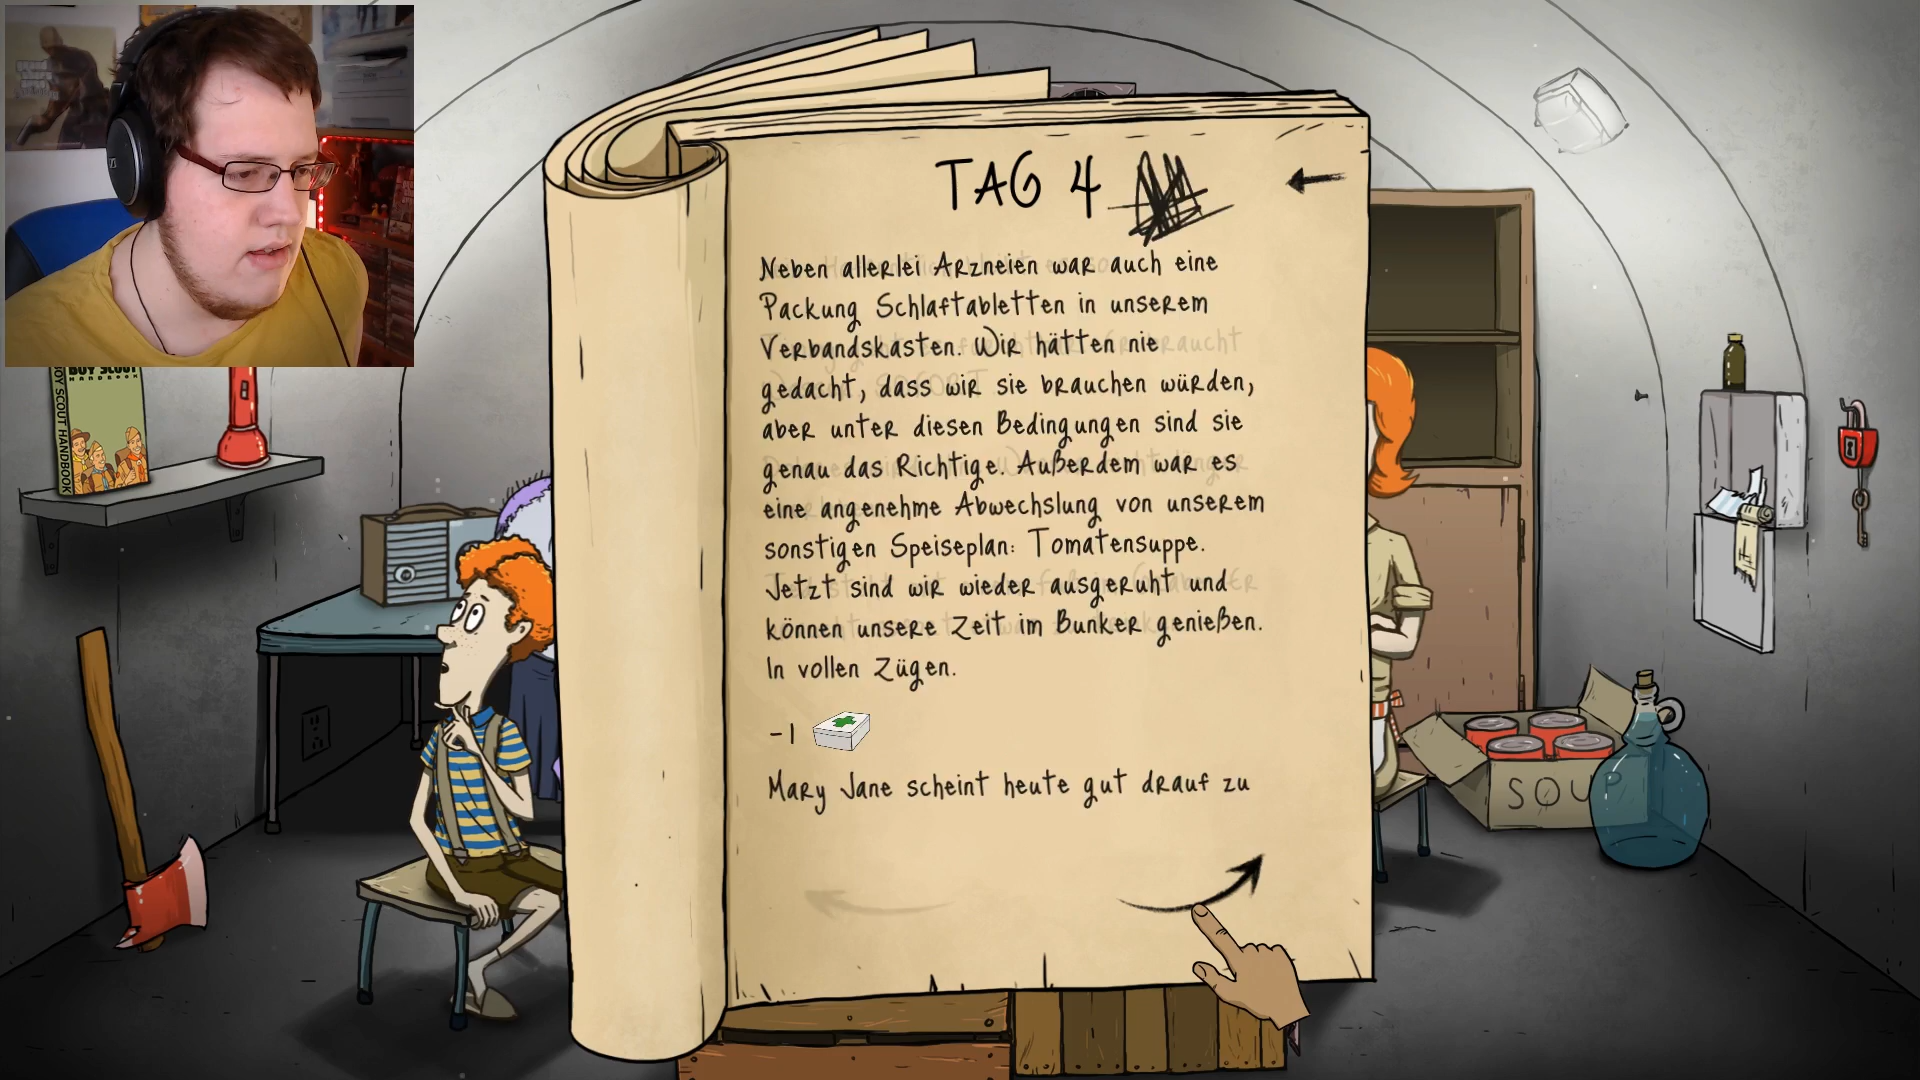 TAG 4
Neben allerlei Arzneien war auch eine
Packung Schlaftabletten in unserem
Verbandskasten. Wir hätten nie
gedacht, dass wir sie brauchen würden,
aber unter diesen Bedingungen sind sie
genau das Richtige. Außerdem war es
eine angenehme Abwechslung von unserem
sonstigen Speiseplan: Tomatensuppe.
Jetzt sind wir wieder ausgeruht und
können unsere Zeit im Bunker genießen.
In vollen Zügen.
-1
Mary Jane scheint heute gut drauf zu
BOY SCOUT
HANDBOOK
BOY SCOUT HANDBOOK
SOUP